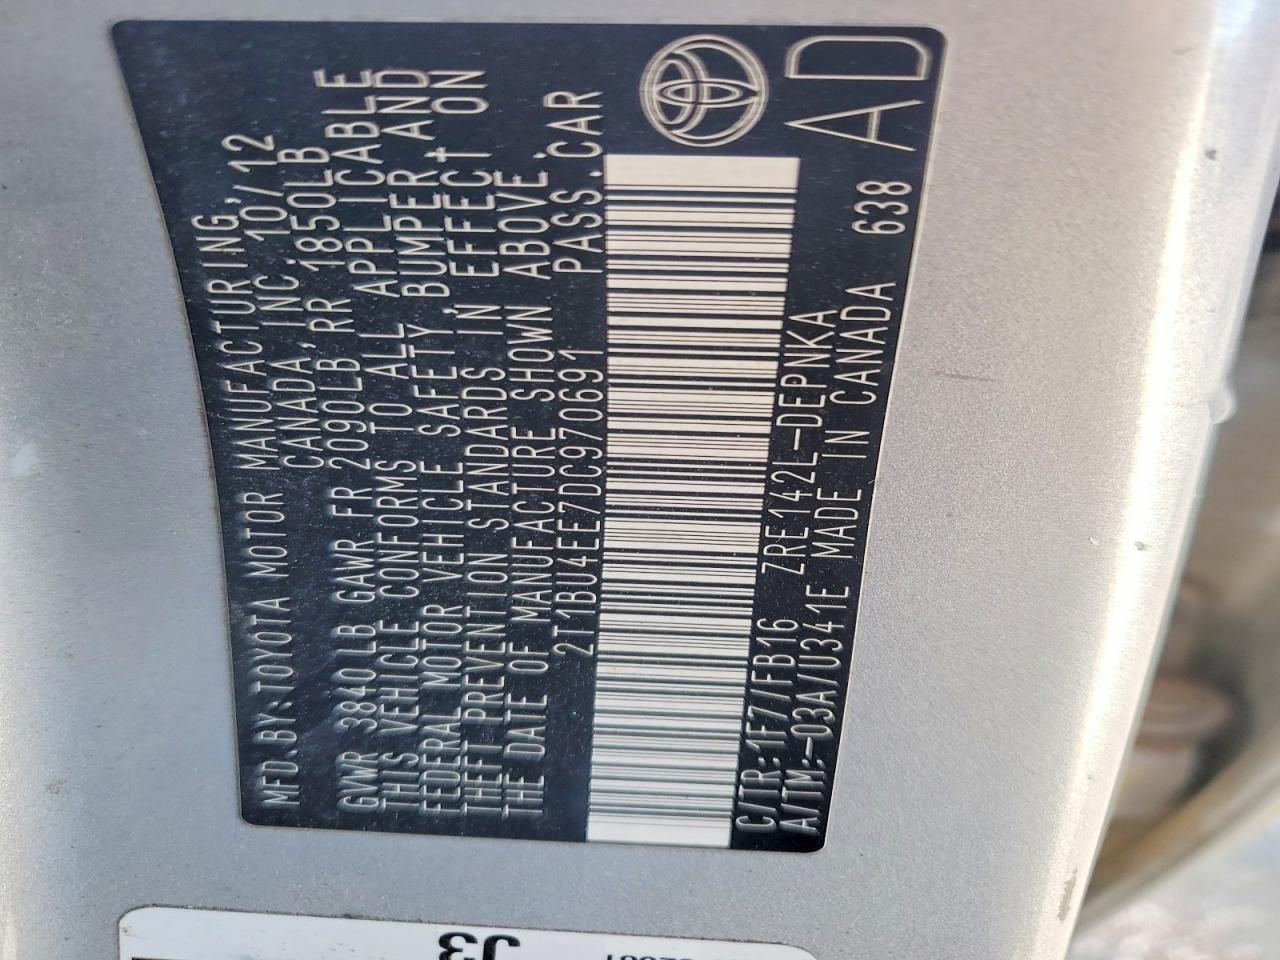 MFD.BY:TOYOTA MOTOR MANUFACTURING,
CANADA, INC. 10/12
GVWR 3840LB GAWR FR 2090LB RR 1850LB
THIS VEHICLE CONFORMS TO ALL APPLICABLE
FEDERAL MOTOR VEHICLE SAFETY, BUMPER, AND
THEFT PREVENTION STANDARDS IN EFFECT ON
THE DATE OF MANUFACTURE SHOWN ABOVE.
2T1BU4EE7DC970691 PASS.CAR
C/TR:1F7/FB16 ZRE142L-DEPNKA
A/TM:-03A/U341E MADE IN CANADA 638
AD
J3